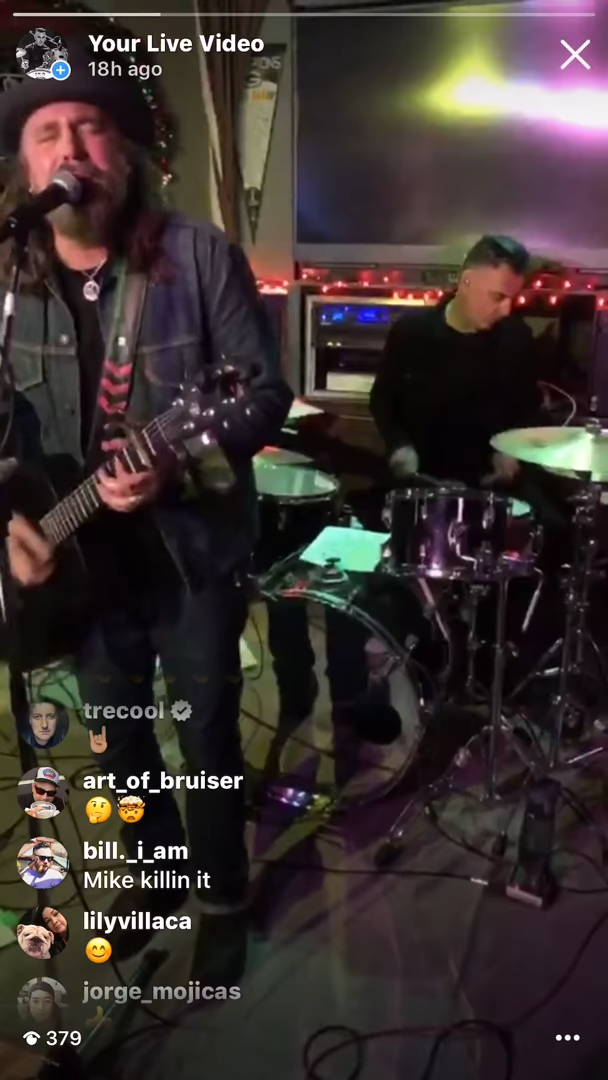 Your Live Video
18h ago
trecool
🤘🏻
art_of_bruiser
🤔🤯
bill._i_am
Mike killin it
lilyvillaca
😊
jorge_mojicas
379